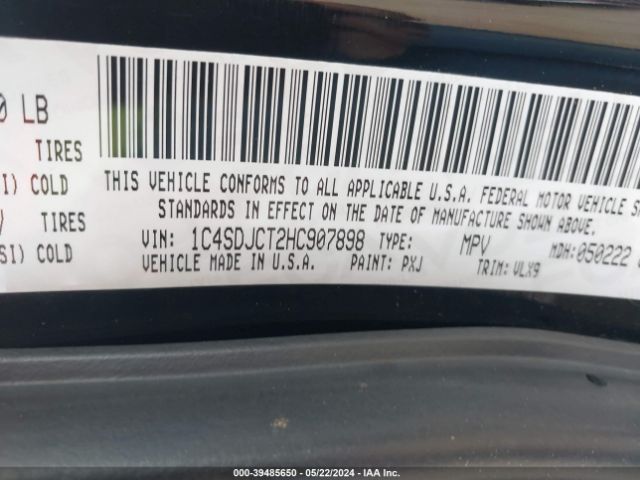 0 LB
TIRES
I) COLD
TIRES
SI) COLD
THIS VEHICLE CONFORMS TO ALL APPLICABLE U.S.A. FEDERAL MOTOR VEHICLE S
STANDARDS IN EFFECT ON THE DATE OF MANUFACTURE SHOWN ABOVE.
VIN: 1C4SDJCT2HC907898 TYPE: MPV MDH:050222
VEHICLE MADE IN U.S.A. PAINT: PXJ TRIM: VLX9
000-39485650 - 05/22/2024 - IAA Inc.